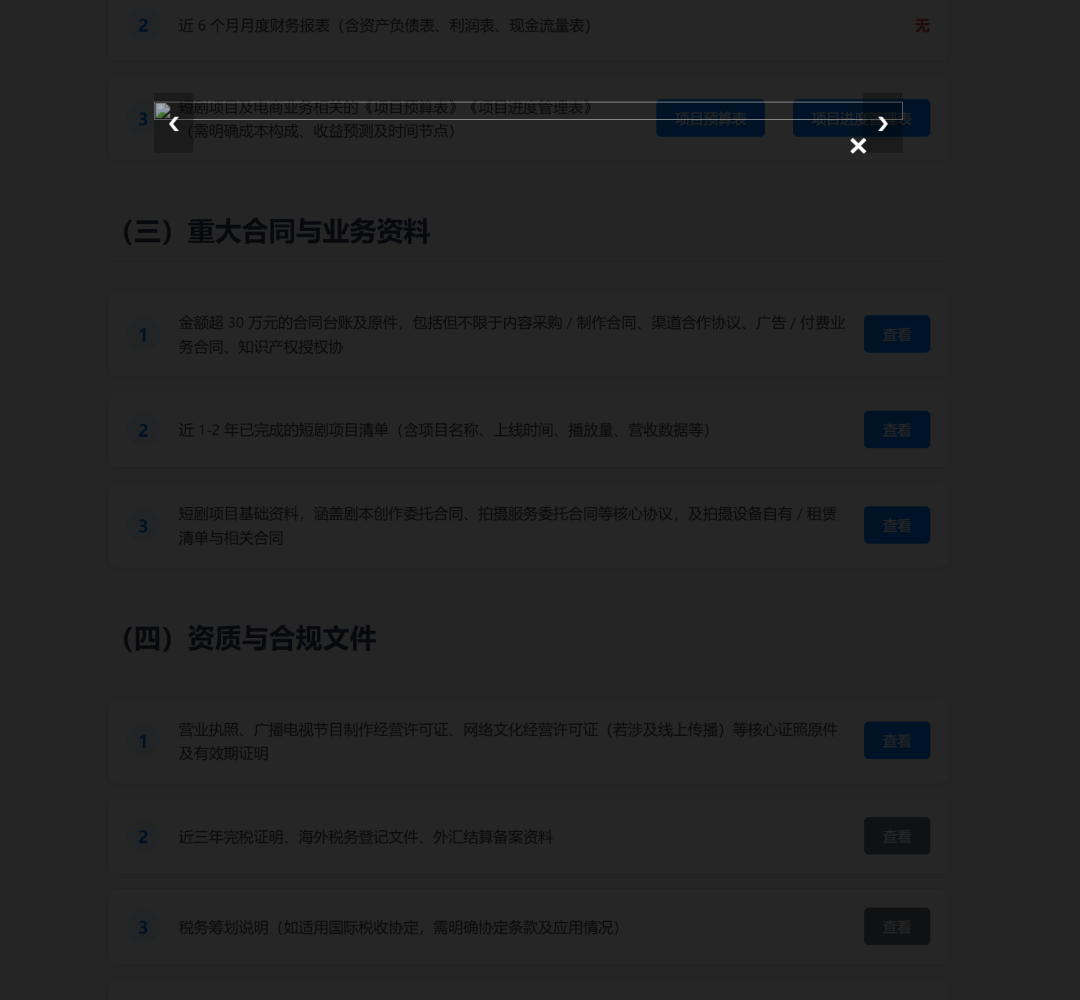 2
近 6 个月月度财务报表（含资产负债表、利润表、现金流量表）
无
3
短剧项目及电商业务相关的《项目预算表》《项目进度管理表》
（需明确成本构成、收益预测及时间节点）
项目预算表
项目进度管理表
（三）重大合同与业务资料
1
金额超 30 万元的合同台账及原件，包括但不限于内容采购 / 制作合同、渠道合作协议、广告 / 付费业
务合同、知识产权授权协
查看
2
近 1-2 年已完成的短剧项目清单（含项目名称、上线时间、播放量、营收数据等）
查看
3
短剧项目基础资料，涵盖剧本创作委托合同、拍摄服务委托合同等核心协议，及拍摄设备自有 / 租赁
清单与相关合同
查看
（四）资质与合规文件
1
营业执照、广播电视节目制作经营许可证、网络文化经营许可证（若涉及线上传播）等核心证照原件
及有效期证明
查看
2
近三年完税证明、海外税务登记文件、外汇结算备案资料
查看
3
税务筹划说明（如适用国际税收协定，需明确协定条款及应用情况）
查看